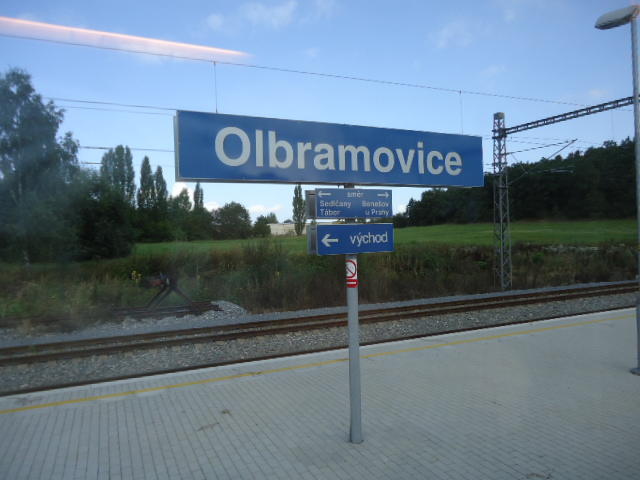 Olbramovice
← směr →
Sedlčany Benešov
Tábor u Prahy
← východ